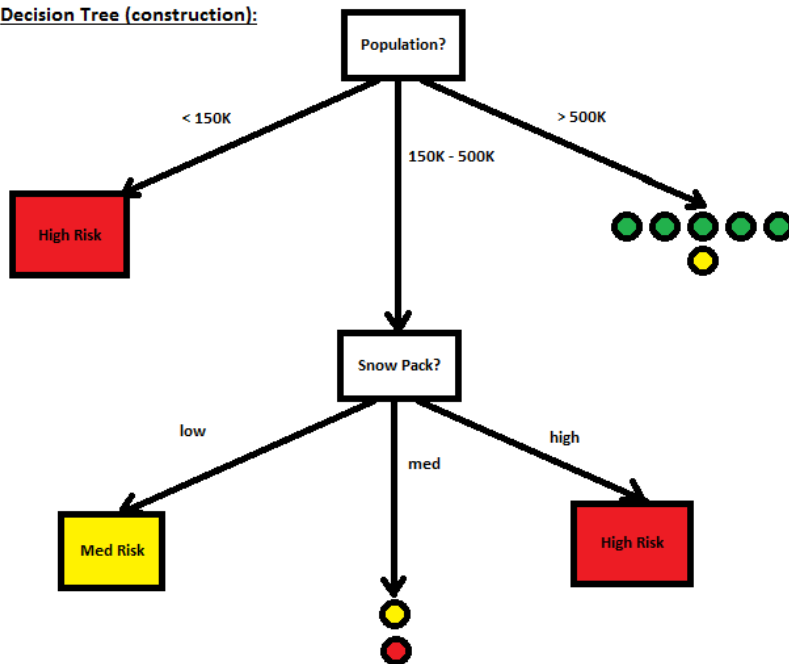 Decision Tree (construction):
Population?
< 150K
> 500K
150K - 500K
High Risk
Snow Pack?
low
high
med
Med Risk
High Risk